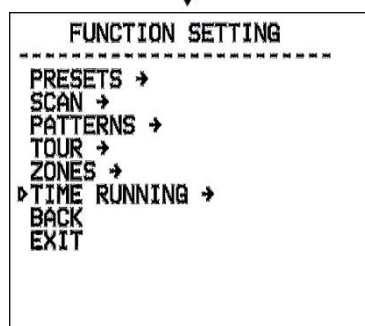 FUNCTION SETTING
PRESETS →
SCAN →
PATTERNS →
TOUR →
ZONES →
▷TIME RUNNING →
BACK
EXIT